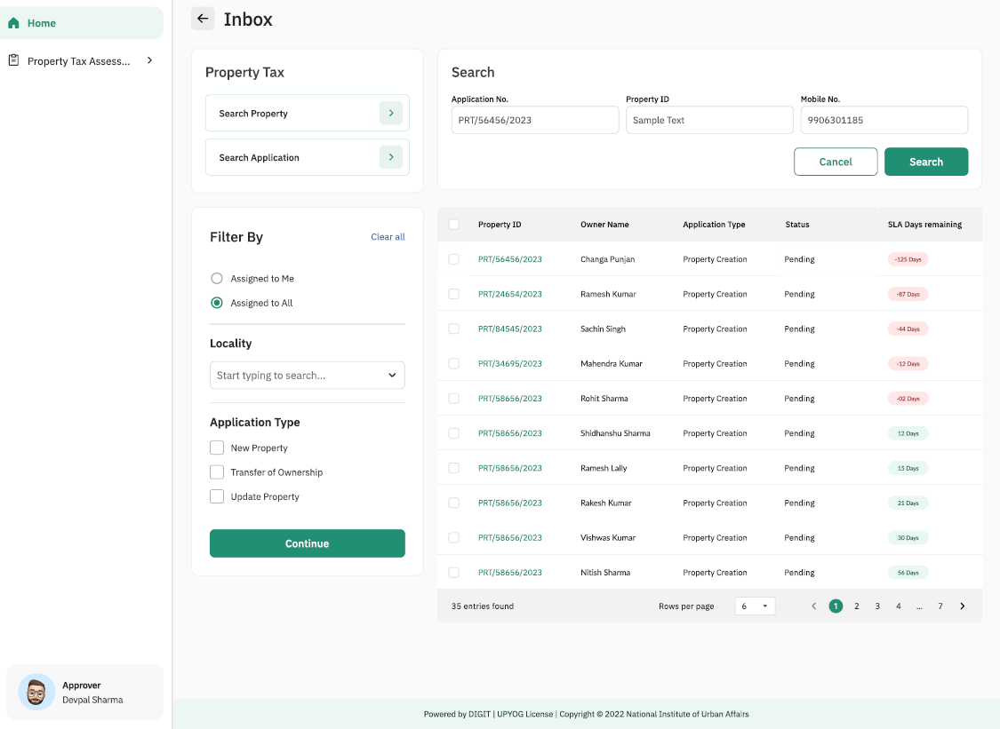 Home
Property Tax Assess...
Approver
Devpal Sharma
Inbox
Property Tax
Search Property
Search Application
Search
Application No. Property ID Mobile No.
PRT/56456/2023 Sample Text 9906301185
Cancel Search
Filter By Clear all
Assigned to Me
Assigned to All
Locality
Start typing to search...
Application Type
New Property
Transfer of Ownership
Update Property
Continue
Property ID Owner Name Application Type Status SLA Days remaining
PRT/56456/2023 Changa Punjan Property Creation Pending -125 Days
PRT/24654/2023 Ramesh Kumar Property Creation Pending -87 Days
PRT/84545/2023 Sachin Singh Property Creation Pending -44 Days
PRT/34695/2023 Mahendra Kumar Property Creation Pending -12 Days
PRT/58656/2023 Rohit Sharma Property Creation Pending -02 Days
PRT/58656/2023 Shidhanshu Sharma Property Creation Pending 12 Days
PRT/58656/2023 Ramesh Lally Property Creation Pending 15 Days
PRT/58656/2023 Rakesh Kumar Property Creation Pending 21 Days
PRT/58656/2023 Vishwas Kumar Property Creation Pending 30 Days
PRT/58656/2023 Nitish Sharma Property Creation Pending 56 Days
35 entries found Rows per page 6 1 2 3 4 ... 7
Powered by DIGIT | UPYOG License | Copyright © 2022 National Institute of Urban Affairs